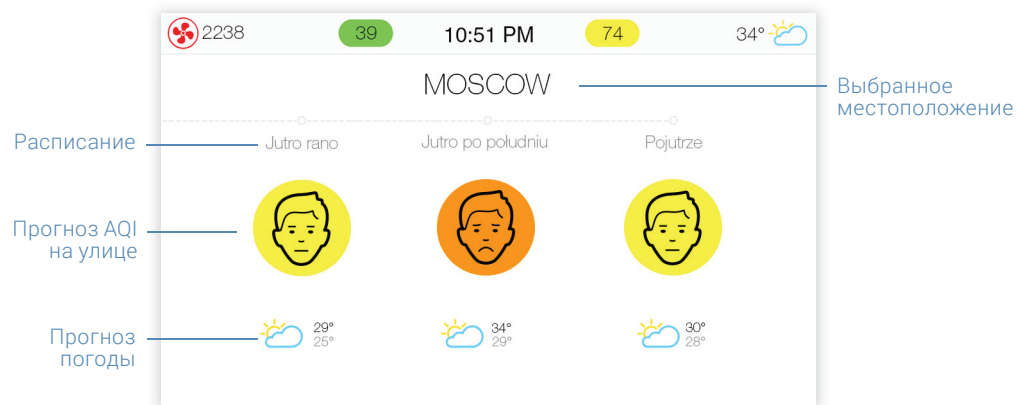 2238 39 10:51 PM 74 34°
MOSCOW
Выбранное
местоположение
Расписание
Jutro rano Jutro po południu Pojutrze
Прогноз AQI
на улице
Прогноз
погоды
29° 34° 30°
25° 29° 28°